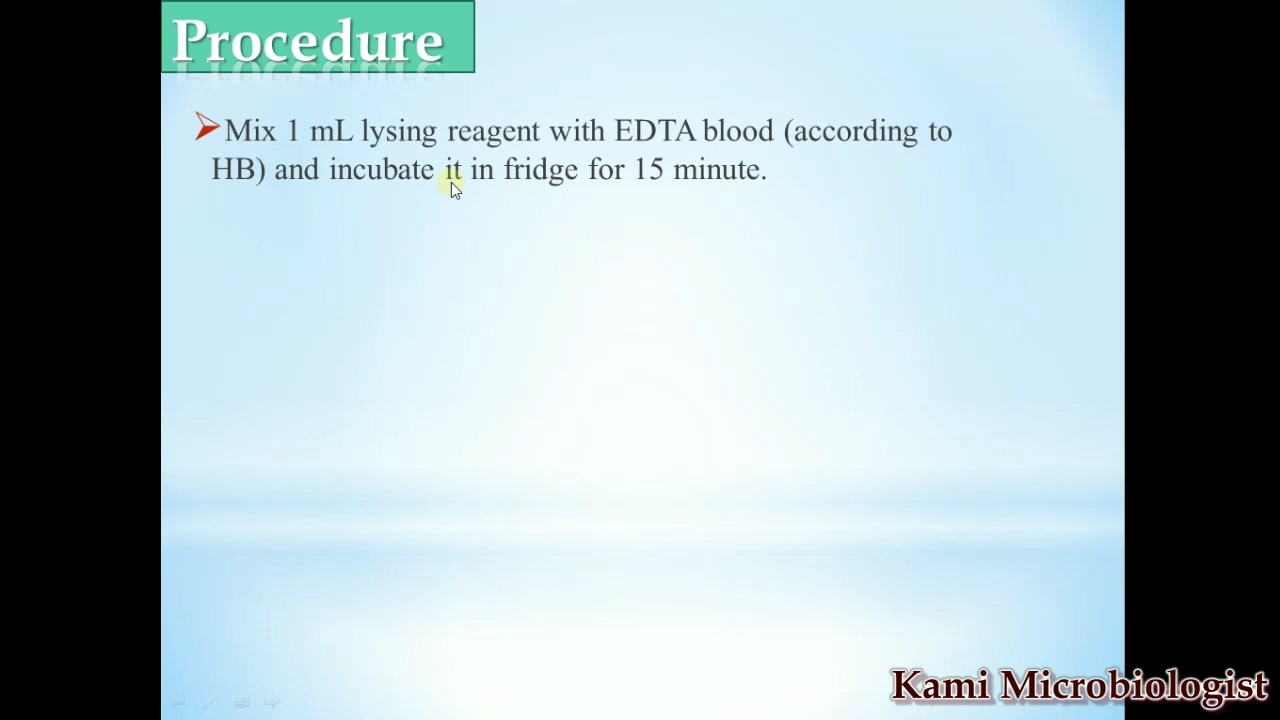 Procedure
Mix 1 mL lysing reagent with EDTA blood (according to
HB) and incubate it in fridge for 15 minute.
Kami Microbiologist